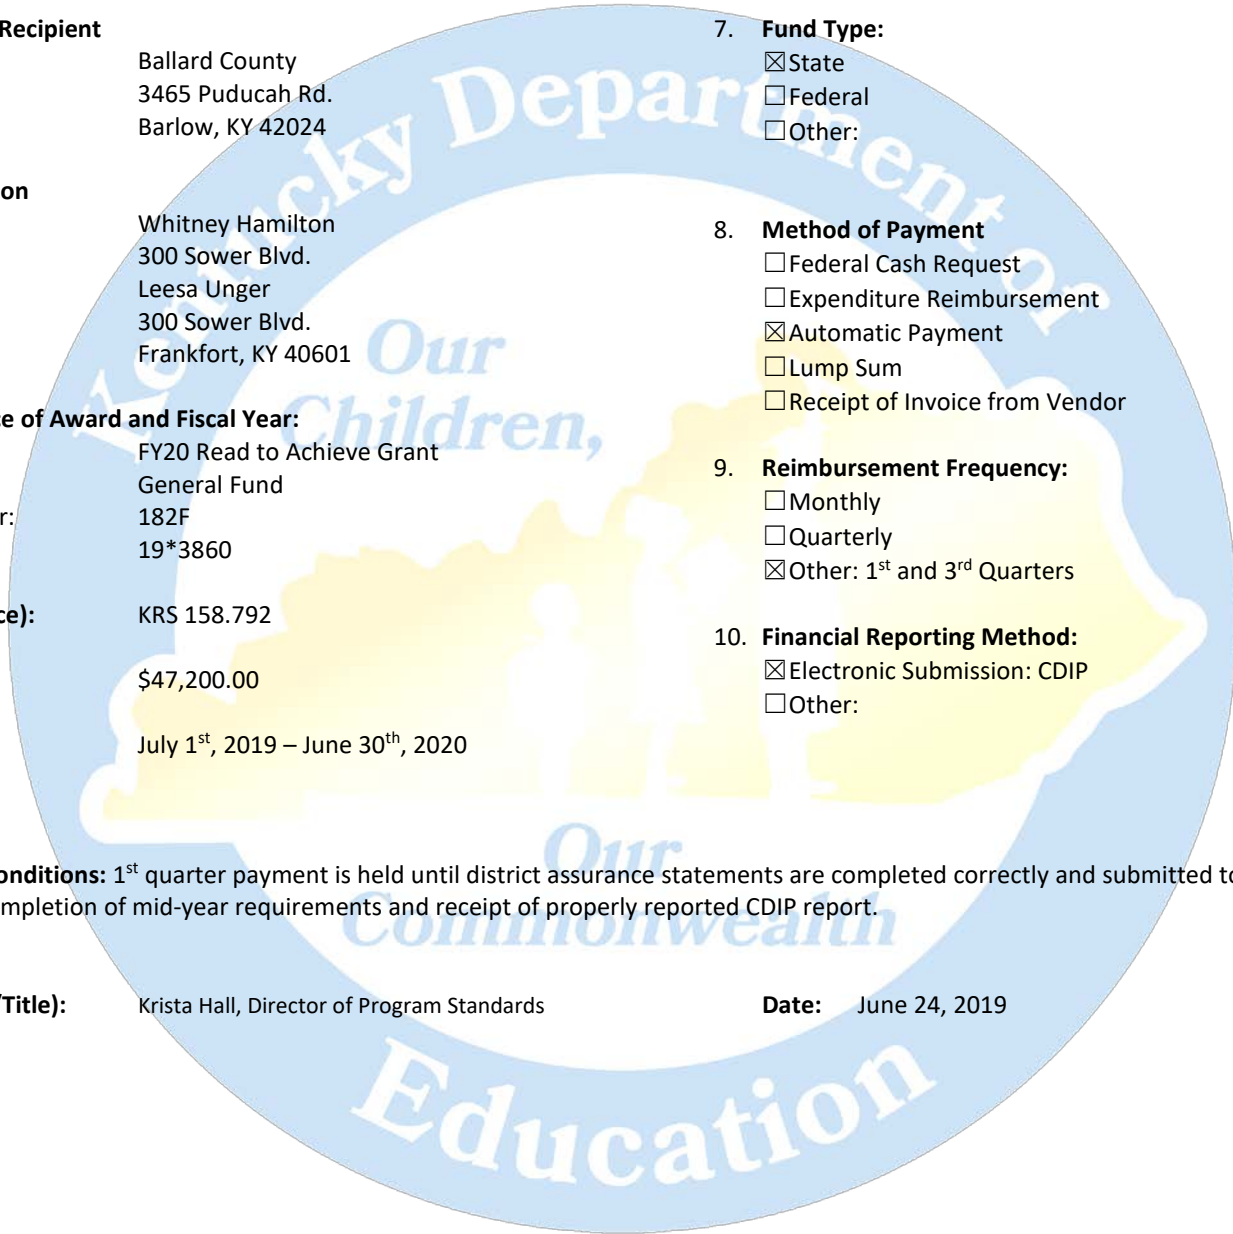 Recipient
Ballard County
3465 Puducah Rd.
Barlow, KY 42024
on
Whitney Hamilton
300 Sower Blvd.
Leesa Unger
300 Sower Blvd.
Frankfort, KY 40601
e of Award and Fiscal Year:
FY20 Read to Achieve Grant
General Fund
r: 182F
19*3860
ce): KRS 158.792
$47,200.00
July 1st, 2019 – June 30th, 2020
7. Fund Type:
☒State
☐Federal
☐Other:
8. Method of Payment
☐Federal Cash Request
☐Expenditure Reimbursement
☒Automatic Payment
☐Lump Sum
☐Receipt of Invoice from Vendor
9. Reimbursement Frequency:
☐Monthly
☐Quarterly
☒Other: 1st and 3rd Quarters
10. Financial Reporting Method:
☒Electronic Submission: CDIP
☐Other:
onditions: 1st quarter payment is held until district assurance statements are completed correctly and submitted to
mpletion of mid-year requirements and receipt of properly reported CDIP report.
/Title): Krista Hall, Director of Program Standards Date: June 24, 2019
Kentucky Department of
Education
Our
Children,
Our
Commonwealth